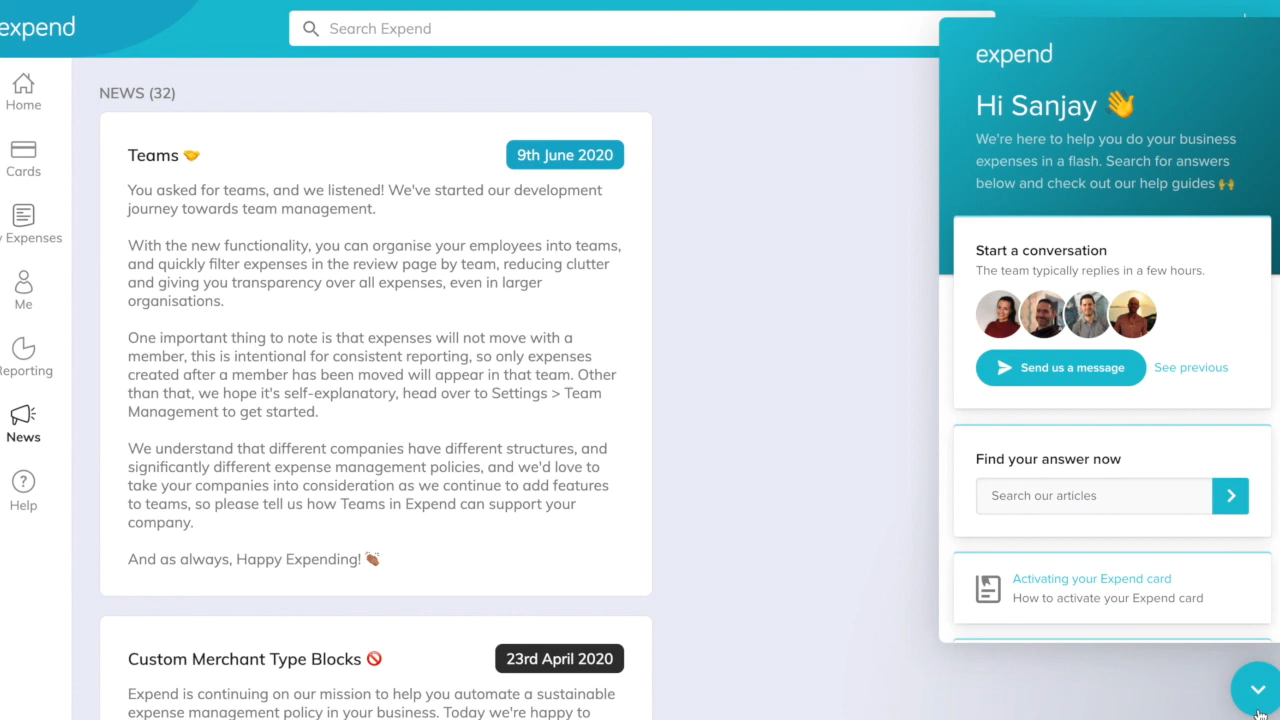 expend
Search Expend
Home
Cards
y Expenses
Me
Reporting
News
Help
NEWS (32)
Teams 🤝
9th June 2020
You asked for teams, and we listened! We've started our development
journey towards team management.
With the new functionality, you can organise your employees into teams,
and quickly filter expenses in the review page by team, reducing clutter
and giving you transparency over all expenses, even in larger
organisations.
One important thing to note is that expenses will not move with a
member, this is intentional for consistent reporting, so only expenses
created after a member has been moved will appear in that team. Other
than that, we hope it's self-explanatory, head over to Settings > Team
Management to get started.
We understand that different companies have different structures, and
significantly different expense management policies, and we'd love to
take your companies into consideration as we continue to add features
to teams, so please tell us how Teams in Expend can support your
company.
And as always, Happy Expending! 👏🏾
Custom Merchant Type Blocks 🚫
23rd April 2020
Expend is continuing on our mission to help you automate a sustainable
expense management policy in your business. Today we're happy to
expend
Hi Sanjay 👋
We're here to help you do your business
expenses in a flash. Search for answers
below and check out our help guides 🙌
Start a conversation
The team typically replies in a few hours.
Send us a message
See previous
Find your answer now
Search our articles
Activating your Expend card
How to activate your Expend card